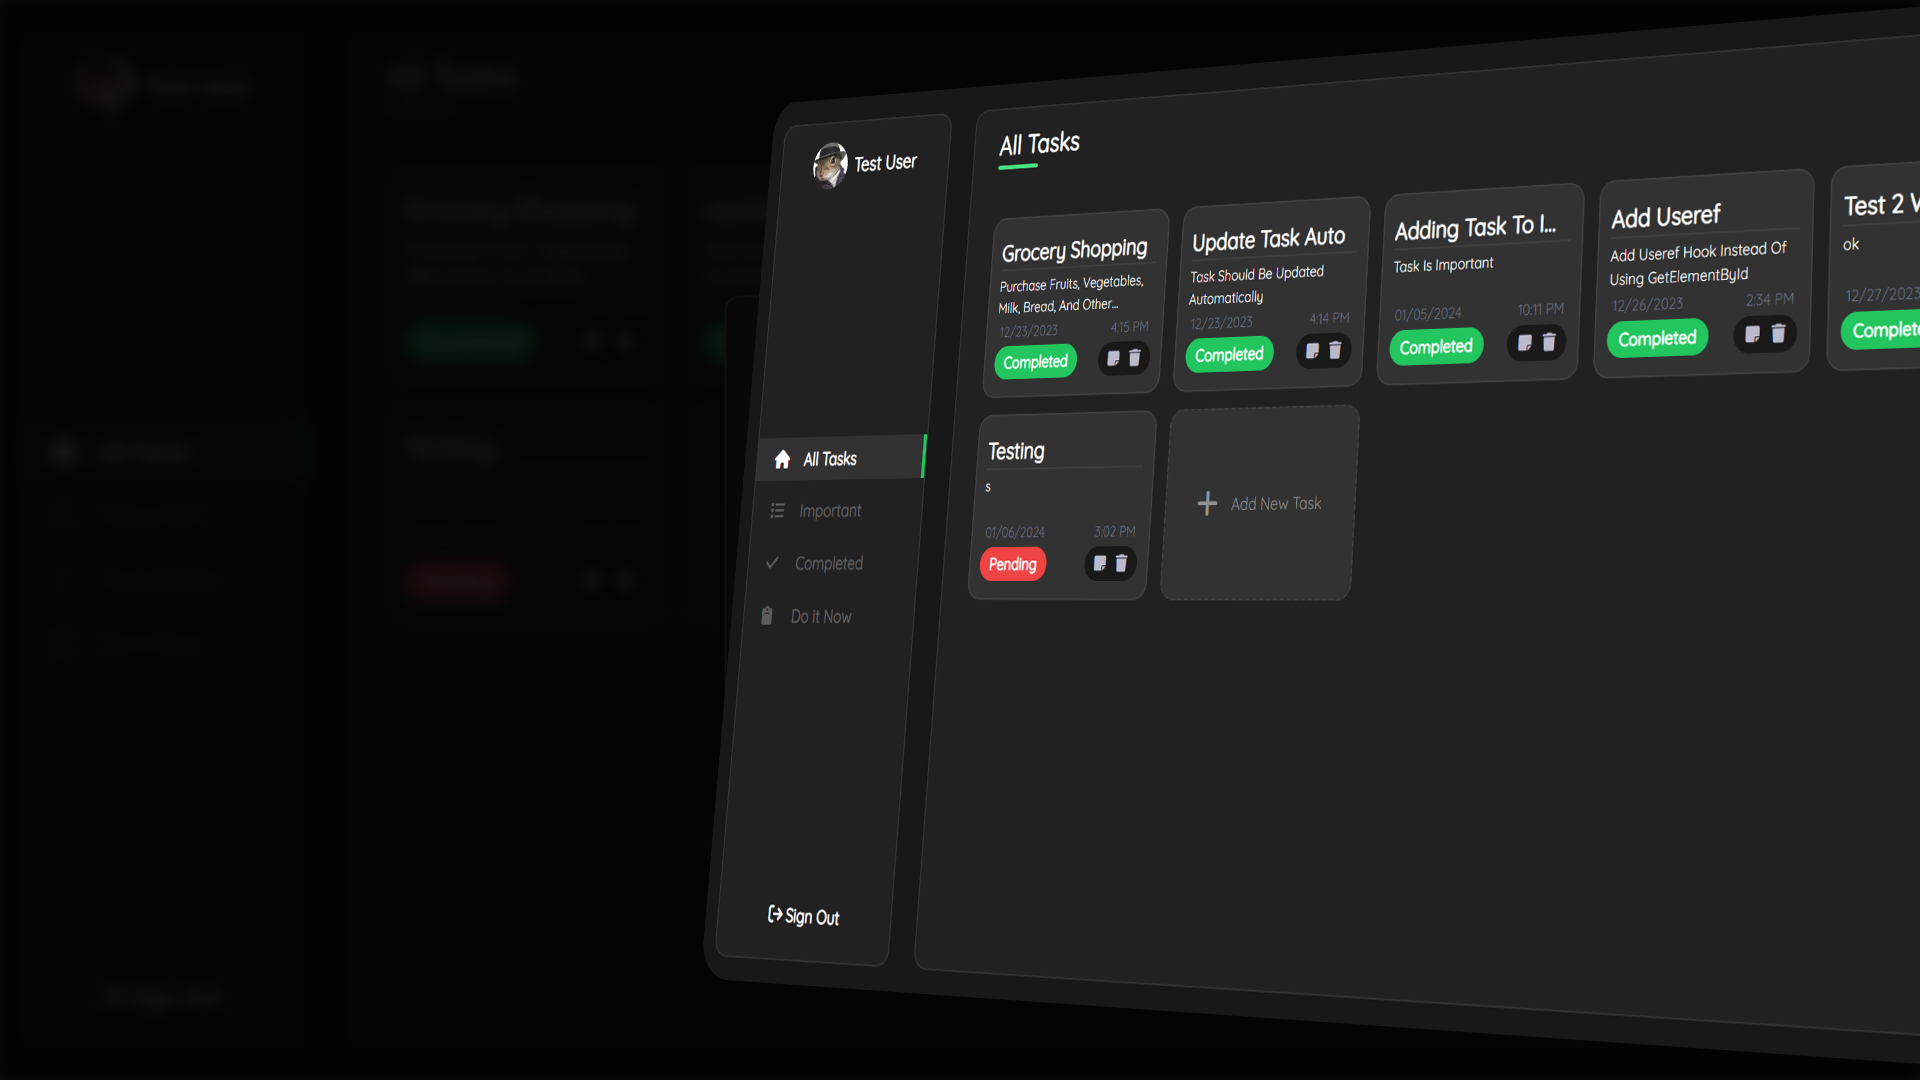 Test User
All Tasks
Important
Completed
Do it Now
Sign Out
All Tasks
Grocery Shopping
Purchase Fruits, Vegetables,
Milk, Bread, And Other...
12/23/2023 4:15 PM
Completed
Update Task Auto
Task Should Be Updated
Automatically
12/23/2023 4:14 PM
Completed
Adding Task To I...
Task Is Important
01/05/2024 10:11 PM
Completed
Add Useref
Add Useref Hook Instead Of
Using GetElementById
12/26/2023 2:34 PM
Completed
Test 2
ok
12/27/2023
Complete
Testing
s
01/06/2024 3:02 PM
Pending
Add New Task